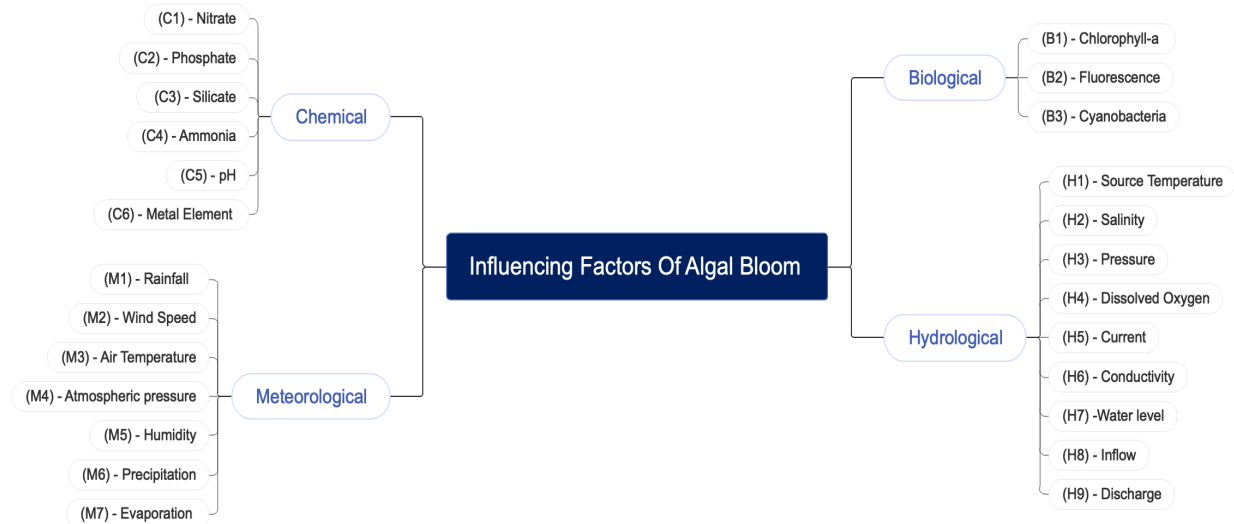 Influencing Factors Of Algal Bloom
Chemical
(C1) - Nitrate
(C2) - Phosphate
(C3) - Silicate
(C4) - Ammonia
(C5) - pH
(C6) - Metal Element
Meteorological
(M1) - Rainfall
(M2) - Wind Speed
(M3) - Air Temperature
(M4) - Atmospheric pressure
(M5) - Humidity
(M6) - Precipitation
(M7) - Evaporation
Biological
(B1) - Chlorophyll-a
(B2) - Fluorescence
(B3) - Cyanobacteria
Hydrological
(H1) - Source Temperature
(H2) - Salinity
(H3) - Pressure
(H4) - Dissolved Oxygen
(H5) - Current
(H6) - Conductivity
(H7) -Water level
(H8) - Inflow
(H9) - Discharge